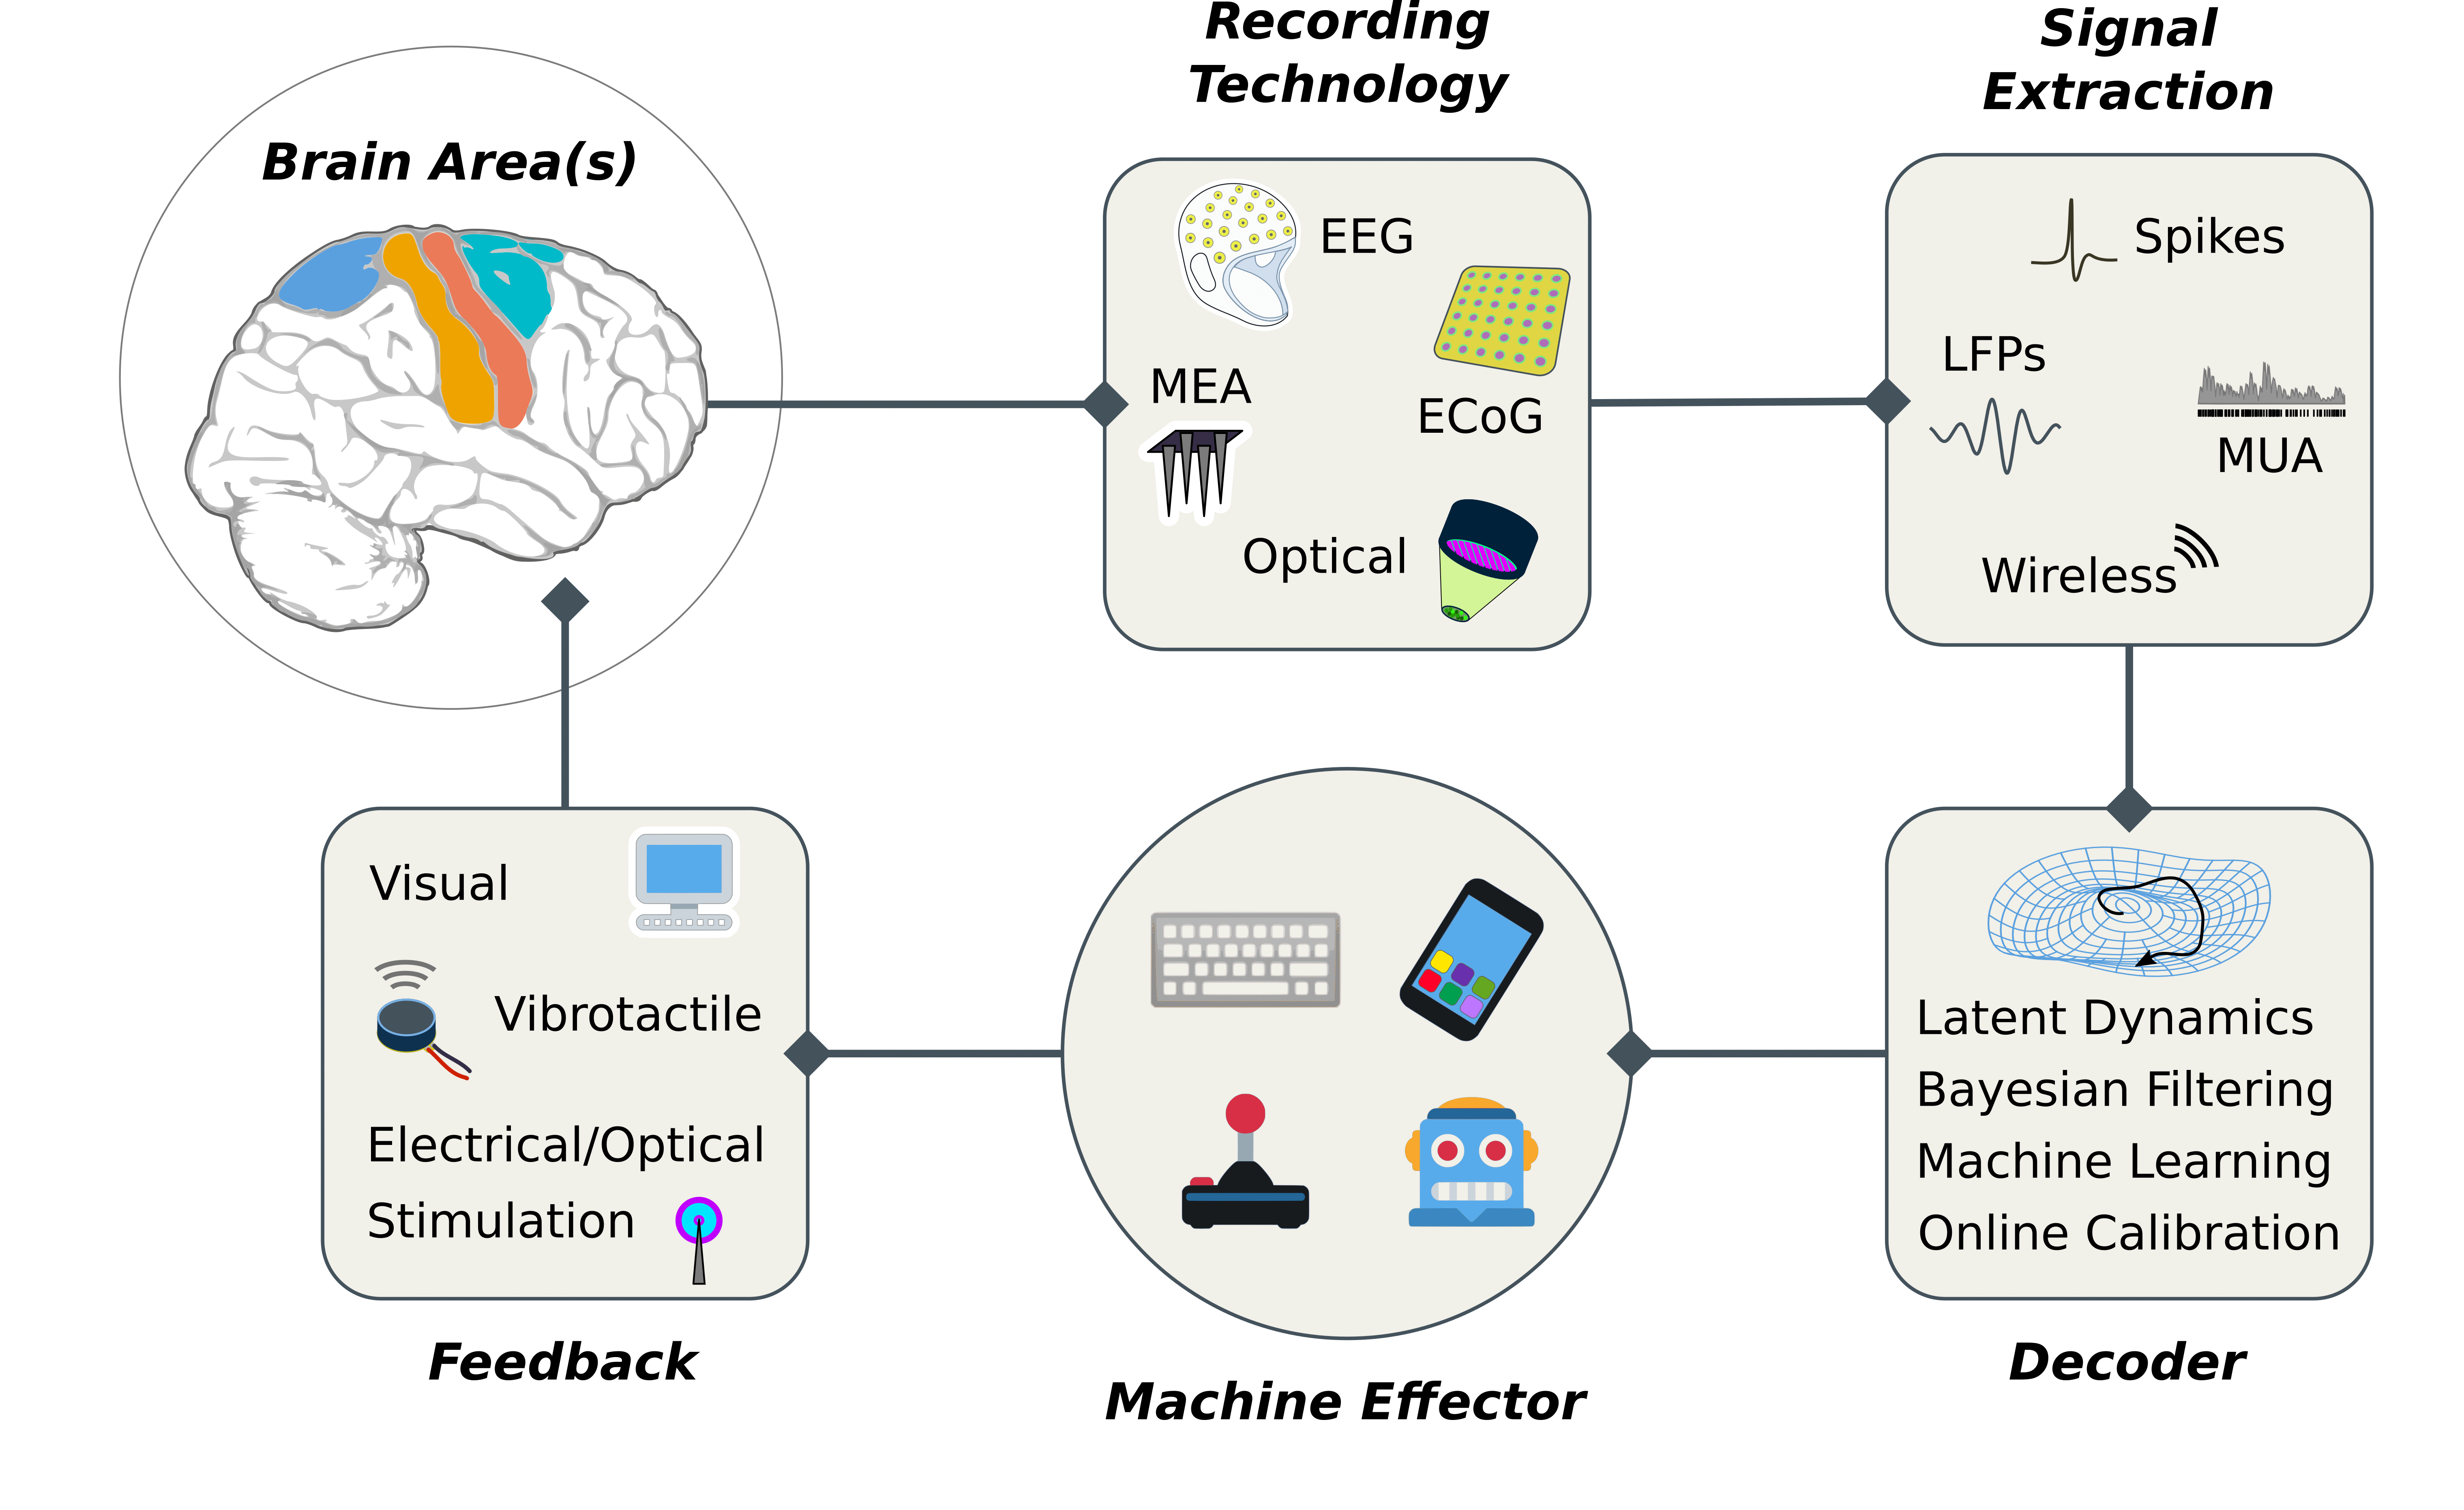 Brain Area(s)
Recording
Technology
EEG
MEA
ECoG
Optical
Signal
Extraction
Spikes
LFPs
MUA
Wireless
Visual
Vibrotactile
Electrical/Optical
Stimulation
Feedback
Machine Effector
Latent Dynamics
Bayesian Filtering
Machine Learning
Online Calibration
Decoder